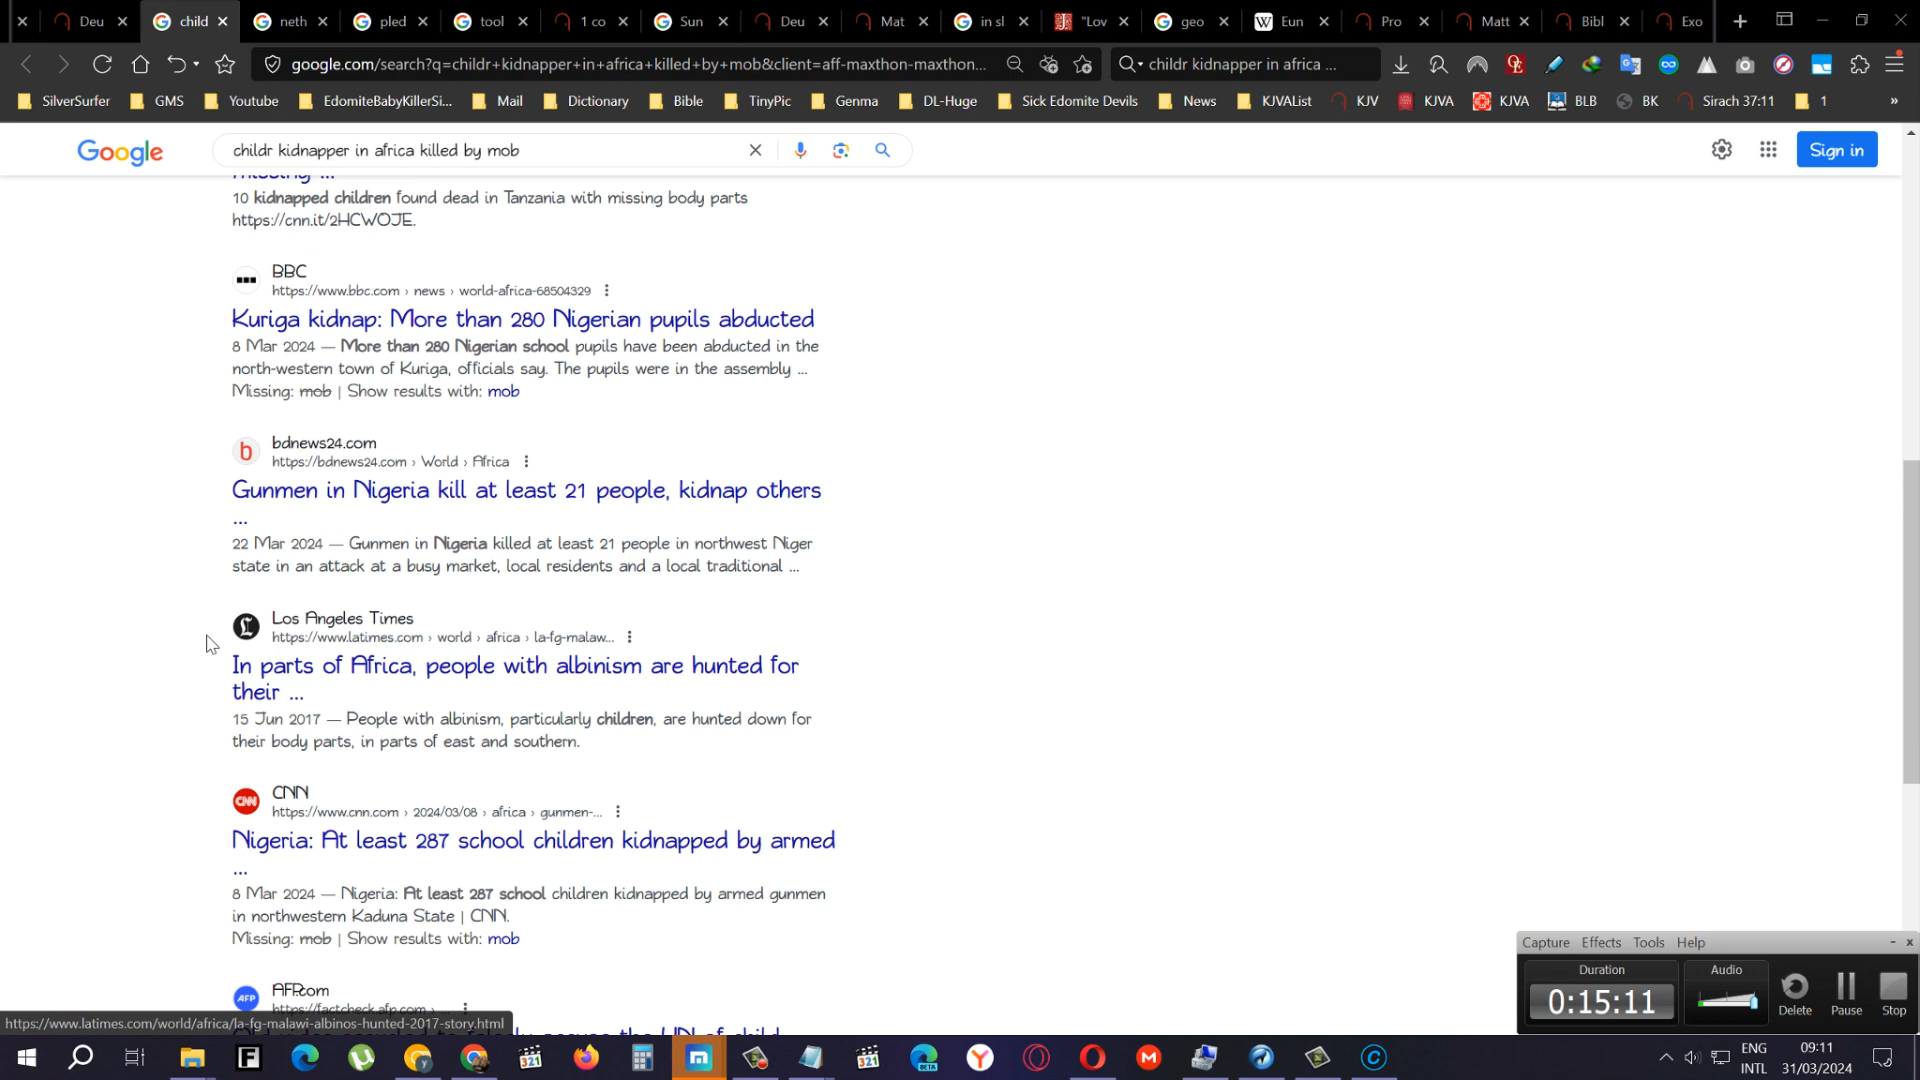 Deu
child
neth
pled
tool
1 co
Sun
Deu
Mat
in sl
"Lov
geo
Eun
Pro
Matt
Bibl
Exo
google.com/search?q=childr+kidnapper+in+africa+killed+by+mob&client=aff-maxthon-maxthon...
childr kidnapper in africa ...
SilverSurfer
GMS
Youtube
EdomiteBabyKillerSi...
Mail
Dictionary
Bible
TinyPic
Genma
DL-Huge
Sick Edomite Devils
News
KJVAList
KJV
KJVA
KJVA
BLB
BK
Sirach 37:11
1
»
Google
childr kidnapper in africa killed by mob
Sign in
missing ...
10 kidnapped children found dead in Tanzania with missing body parts
https://cnn.it/2HCWOJE.
BBC
https://www.bbc.com › news › world-africa-68504329
Kuriga kidnap: More than 280 Nigerian pupils abducted
8 Mar 2024 — More than 280 Nigerian school pupils have been abducted in the
north-western town of Kuriga, officials say. The pupils were in the assembly ...
Missing: mob | Show results with: mob
bdnews24.com
https://bdnews24.com › World › Africa
Gunmen in Nigeria kill at least 21 people, kidnap others
...
22 Mar 2024 — Gunmen in Nigeria killed at least 21 people in northwest Niger
state in an attack at a busy market, local residents and a local traditional ...
Los Angeles Times
https://www.latimes.com › world › africa › la-fg-malaw...
In parts of Africa, people with albinism are hunted for
their ...
15 Jun 2017 — People with albinism, particularly children, are hunted down for
their body parts, in parts of east and southern.
CNN
https://www.cnn.com › 2024/03/08 › africa › gunmen-...
Nigeria: At least 287 school children kidnapped by armed
...
8 Mar 2024 — Nigeria: At least 287 school children kidnapped by armed gunmen
in northwestern Kaduna State | CNN.
Missing: mob | Show results with: mob
AFP.com
https://factcheck.afp.com › ...
https://www.latimes.com/world/africa/la-fg-malawi-albinos-hunted-2017-story.html
the UN of child
Capture Effects Tools Help
Duration
Audio
0:15:11
Delete
Pause
Stop
ENG
INTL
09:11
31/03/2024